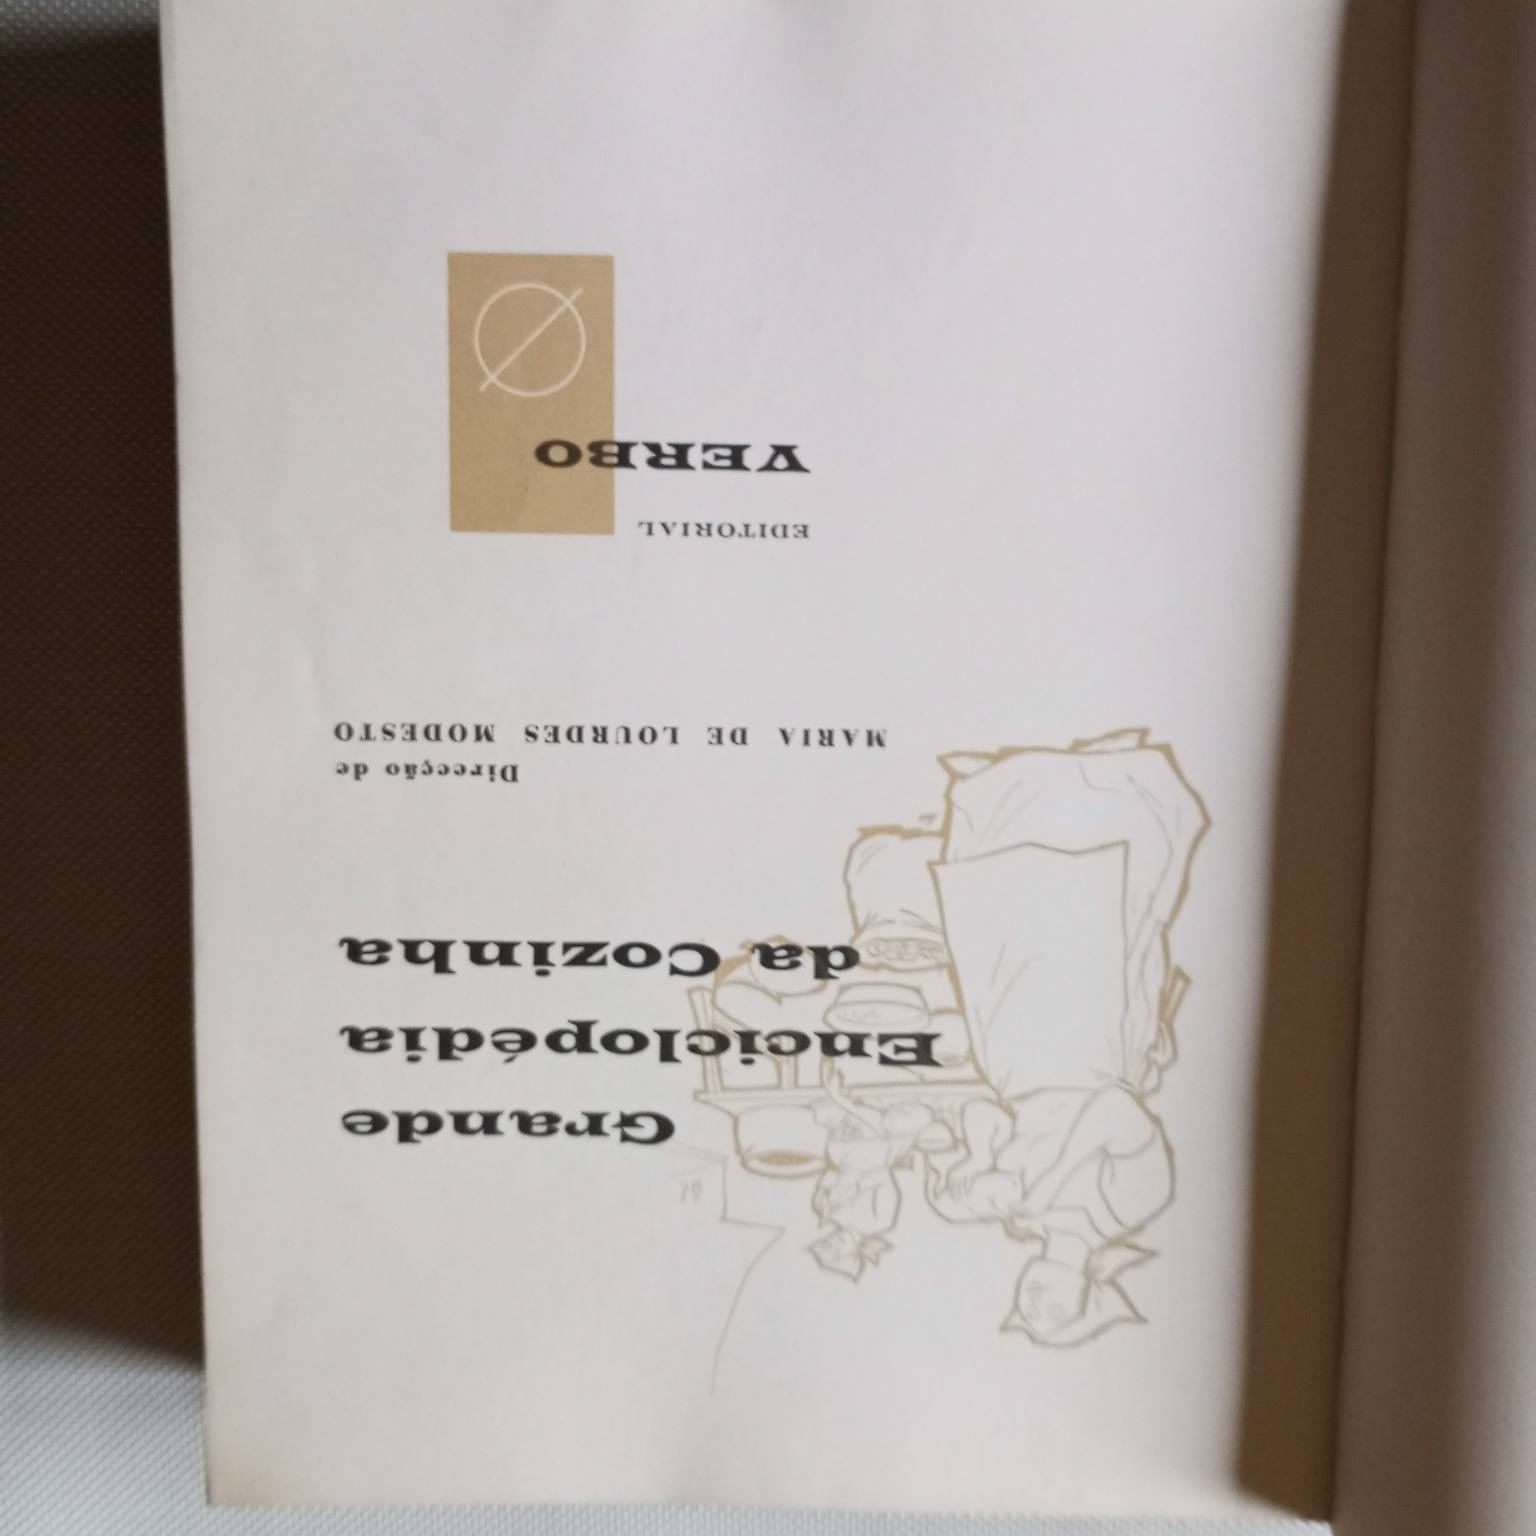 Grande
Enciclopédia
da Cozinha
Direcção de
MARIA DE LOURDES MODESTO
EDITORIAL
VERBO